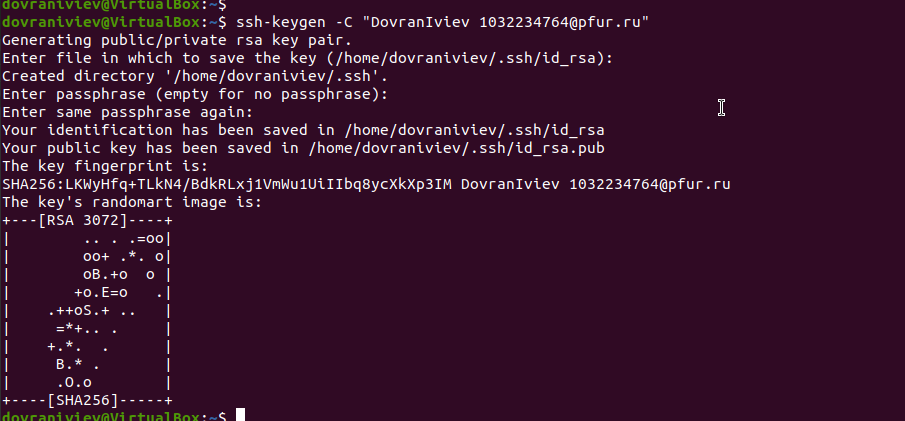 dovraniviev@VirtualBox:~$
dovraniviev@VirtualBox:~$ ssh-keygen -C "DovranIviev 1032234764@pfur.ru"
Generating public/private rsa key pair.
Enter file in which to save the key (/home/dovraniviev/.ssh/id_rsa):
Created directory '/home/dovraniviev/.ssh'.
Enter passphrase (empty for no passphrase):
Enter same passphrase again:
Your identification has been saved in /home/dovraniviev/.ssh/id_rsa
Your public key has been saved in /home/dovraniviev/.ssh/id_rsa.pub
The key fingerprint is:
SHA256:LKWyHfq+TLkN4/BdkRLxj1VmWu1UiIIbq8ycXkXp3IM DovranIviev 1032234764@pfur.ru
The key's randomart image is:
+---[RSA 3072]----+
|        .. . .=oo|
|        oo+ .*. o|
|        oB.+o  o |
|       +o.E=o   .|
|    .++oS.+ ..   |
|     =*+.. .     |
|    +.*.  .      |
|     B.* .       |
|     .O.o        |
+----[SHA256]-----+
dovraniviev@VirtualBox:~$